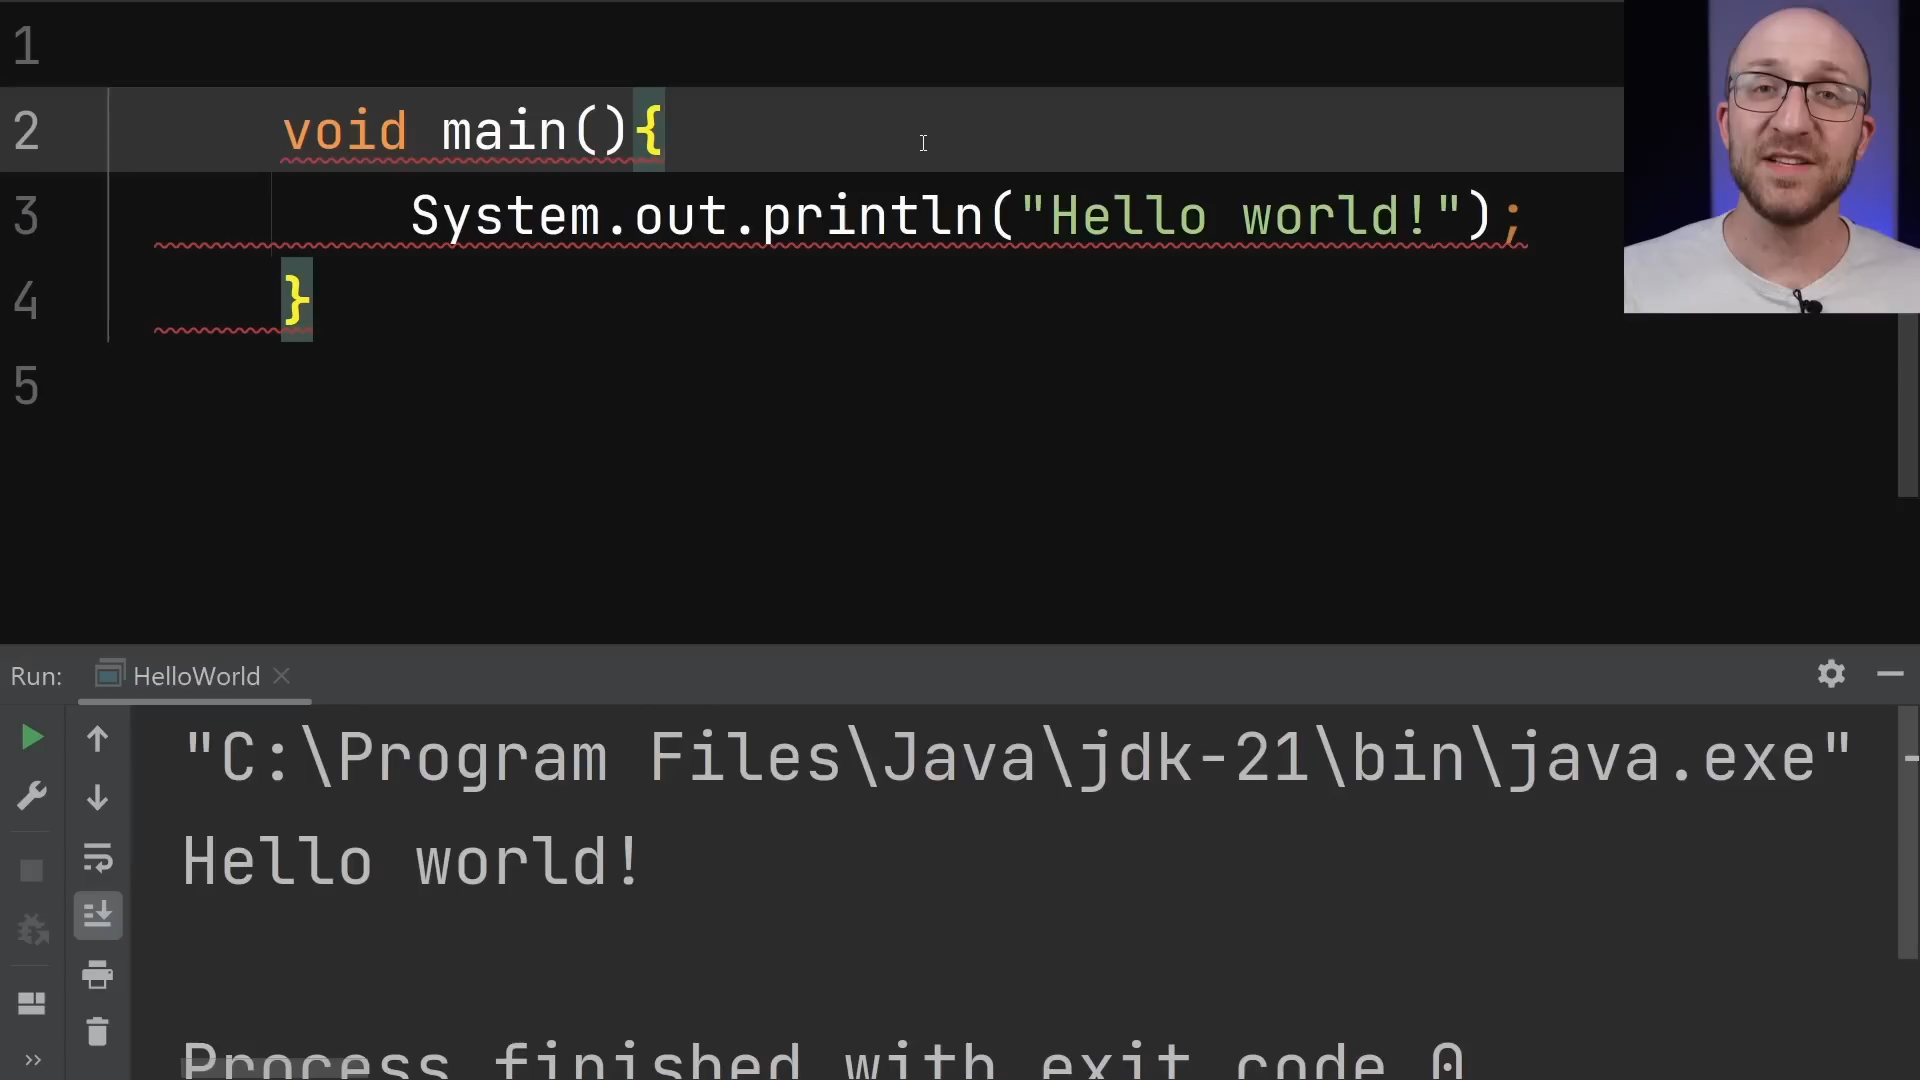 1
2 void main(){
3 System.out.println("Hello world!");
4 }
5
Run: HelloWorld
"C:\Program Files\Java\jdk-21\bin\java.exe"
Hello world!
Process finished with exit code 0